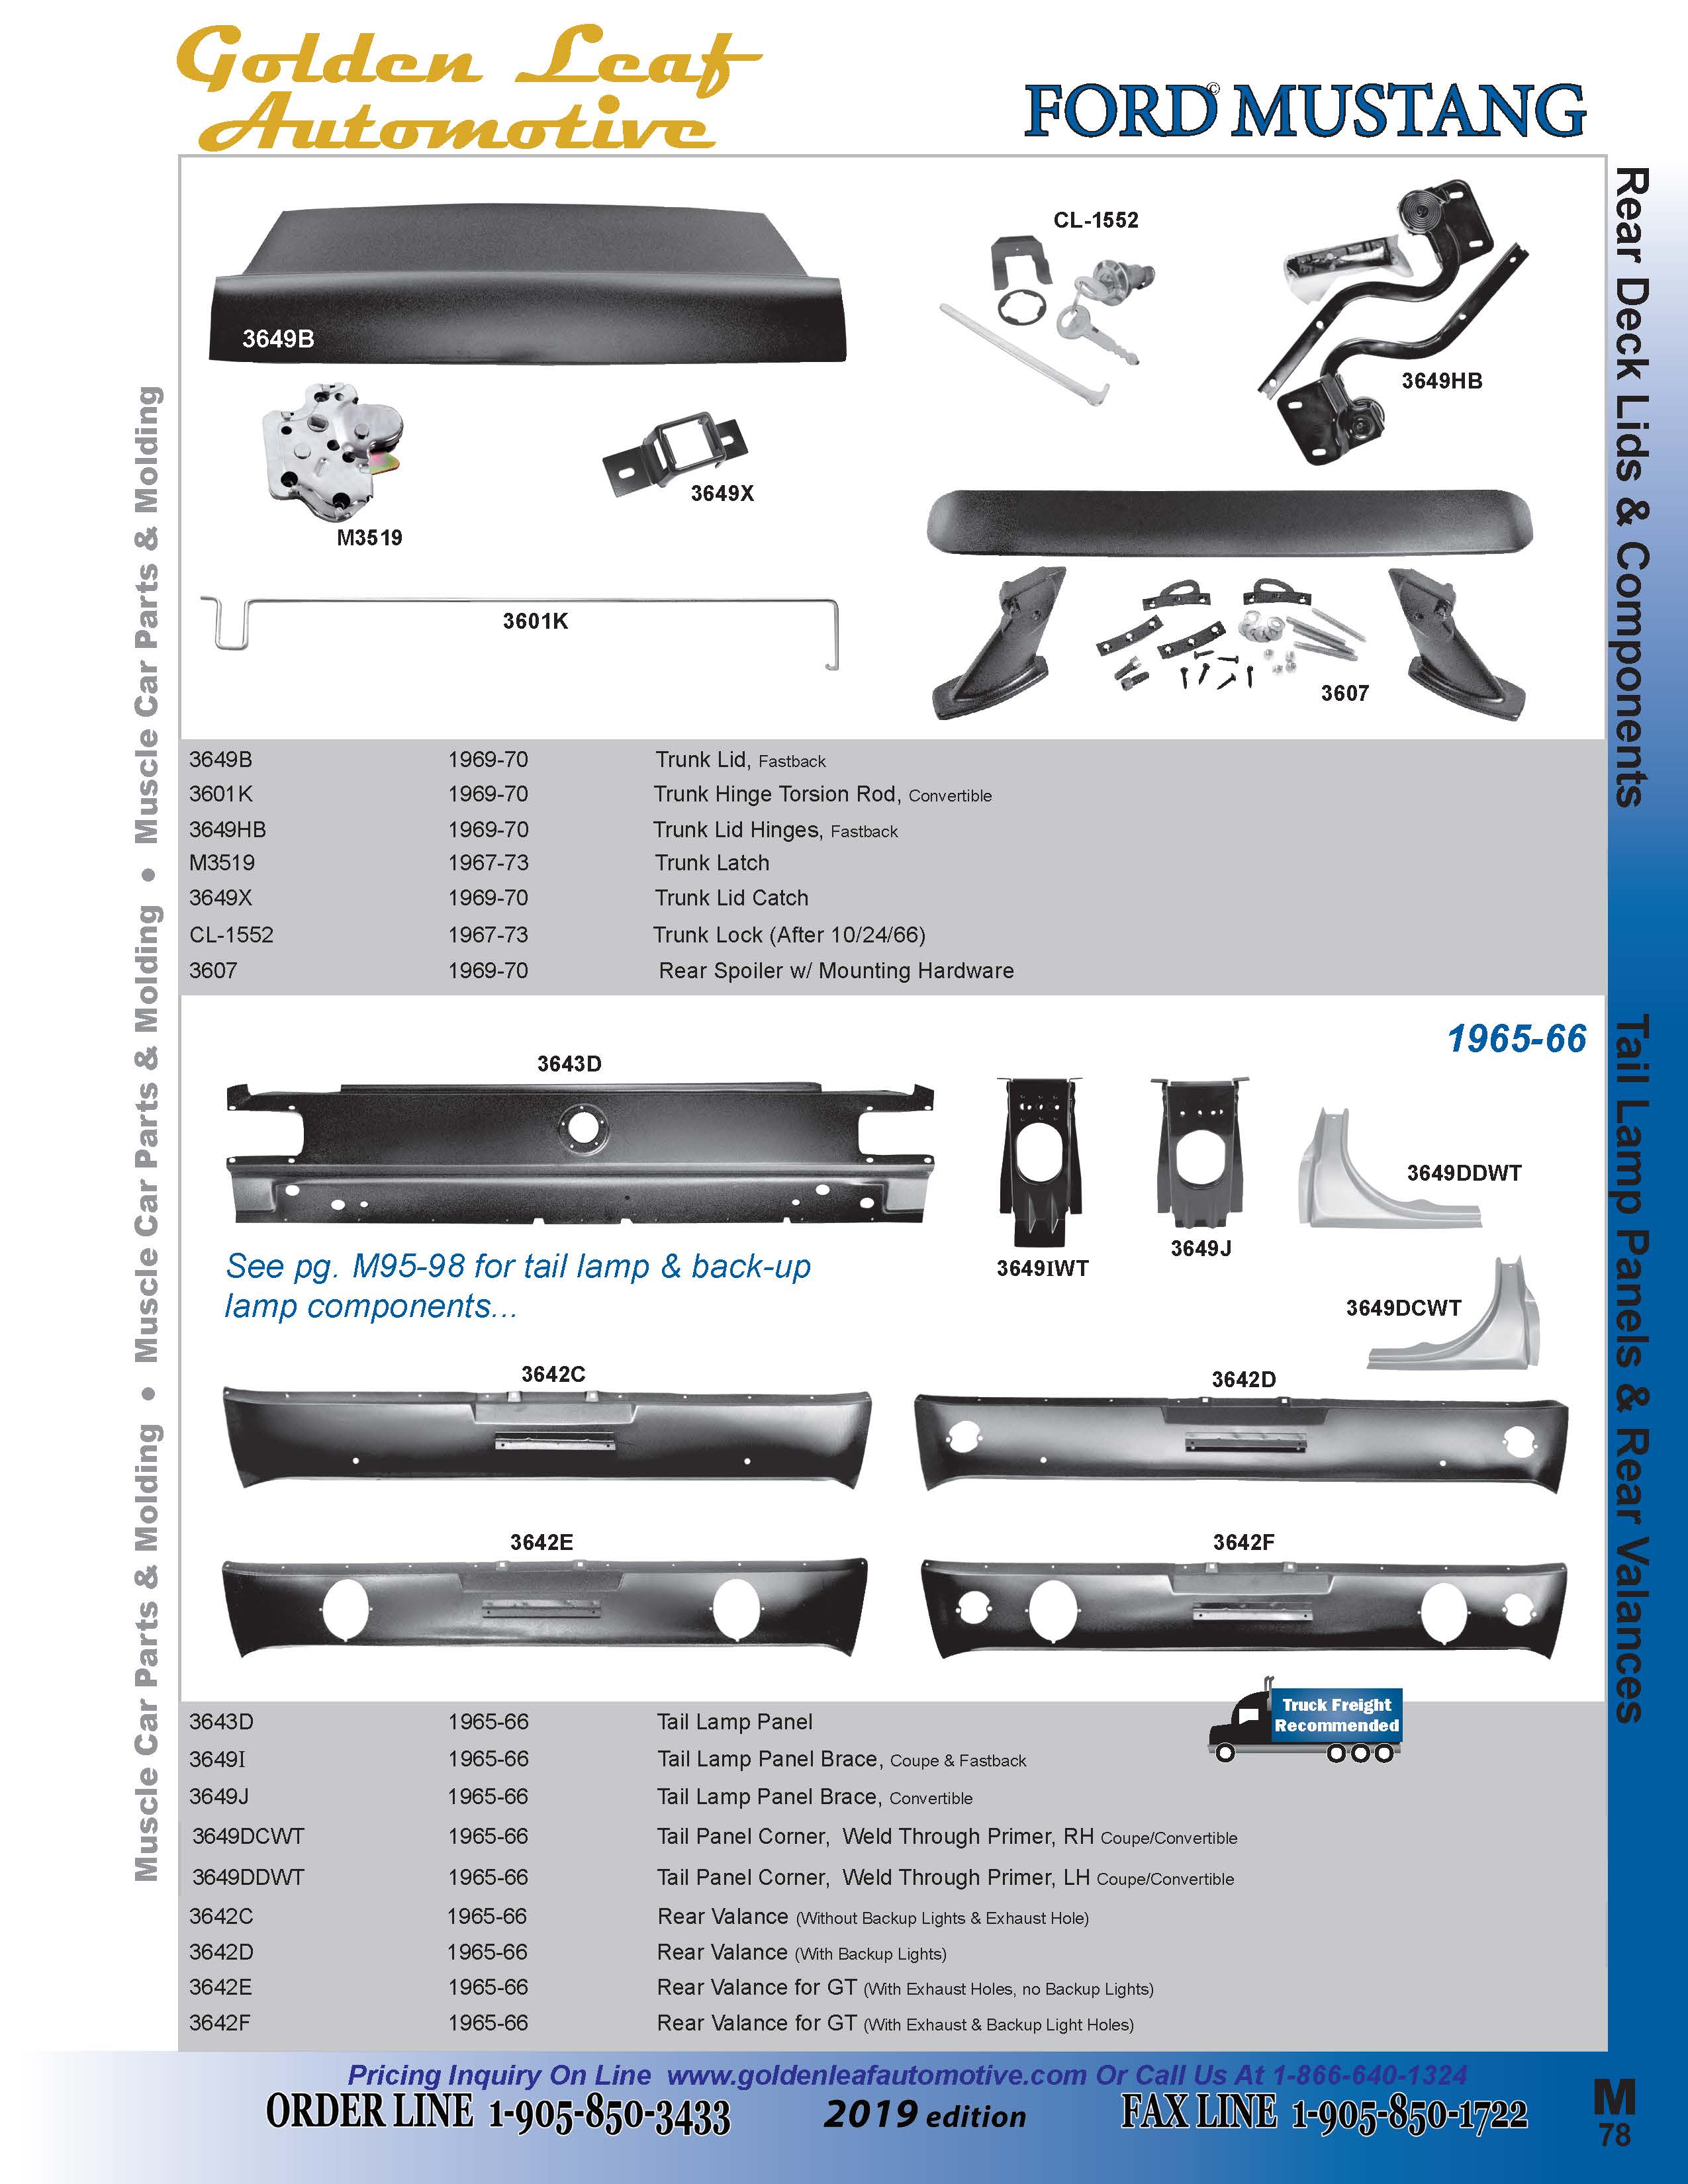 Golden Leaf
Automotive
FORD© MUSTANG
Rear Deck Lids & Components
Tail Lamp Panels & Rear Valances
Muscle Car Parts & Molding • Muscle Car Parts & Molding • Muscle Car Parts & Molding
3649B
CL-1552
3649HB
M3519
3649X
3601K
3607
3649B 1969-70 Trunk Lid, Fastback
3601K 1969-70 Trunk Hinge Torsion Rod, Convertible
3649HB 1969-70 Trunk Lid Hinges, Fastback
M3519 1967-73 Trunk Latch
3649X 1969-70 Trunk Lid Catch
CL-1552 1967-73 Trunk Lock (After 10/24/66)
3607 1969-70 Rear Spoiler w/ Mounting Hardware
1965-66
3643D
3649IWT
3649J
3649DDWT
3649DCWT
See pg. M95-98 for tail lamp & back-up
lamp components...
3642C
3642D
3642E
3642F
Truck Freight
Recommended
3643D 1965-66 Tail Lamp Panel
3649I 1965-66 Tail Lamp Panel Brace, Coupe & Fastback
3649J 1965-66 Tail Lamp Panel Brace, Convertible
3649DCWT 1965-66 Tail Panel Corner, Weld Through Primer, RH Coupe/Convertible
3649DDWT 1965-66 Tail Panel Corner, Weld Through Primer, LH Coupe/Convertible
3642C 1965-66 Rear Valance (Without Backup Lights & Exhaust Hole)
3642D 1965-66 Rear Valance (With Backup Lights)
3642E 1965-66 Rear Valance for GT (With Exhaust Holes, no Backup Lights)
3642F 1965-66 Rear Valance for GT (With Exhaust & Backup Light Holes)
Pricing Inquiry On Line www.goldenleafautomotive.com Or Call Us At 1-866-640-1324
ORDER LINE 1-905-850-3433 2019 edition FAX LINE 1-905-850-1722
M
78